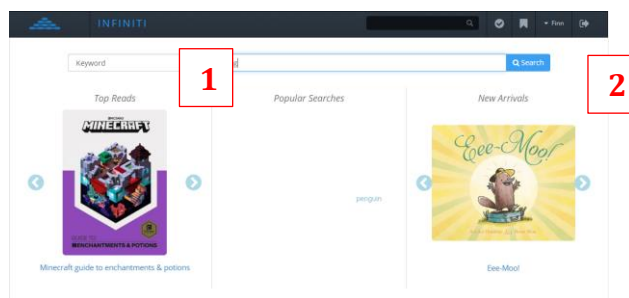 INFINITI
Finn
Keyword
1
Search
2
Top Reads
Popular Searches
New Arrivals
MINECRAFT
GUIDE TO
ENCHANTMENTS & POTIONS
Eee-Moo!
penguin
Minecraft guide to enchantments & potions
Eee-Moo!